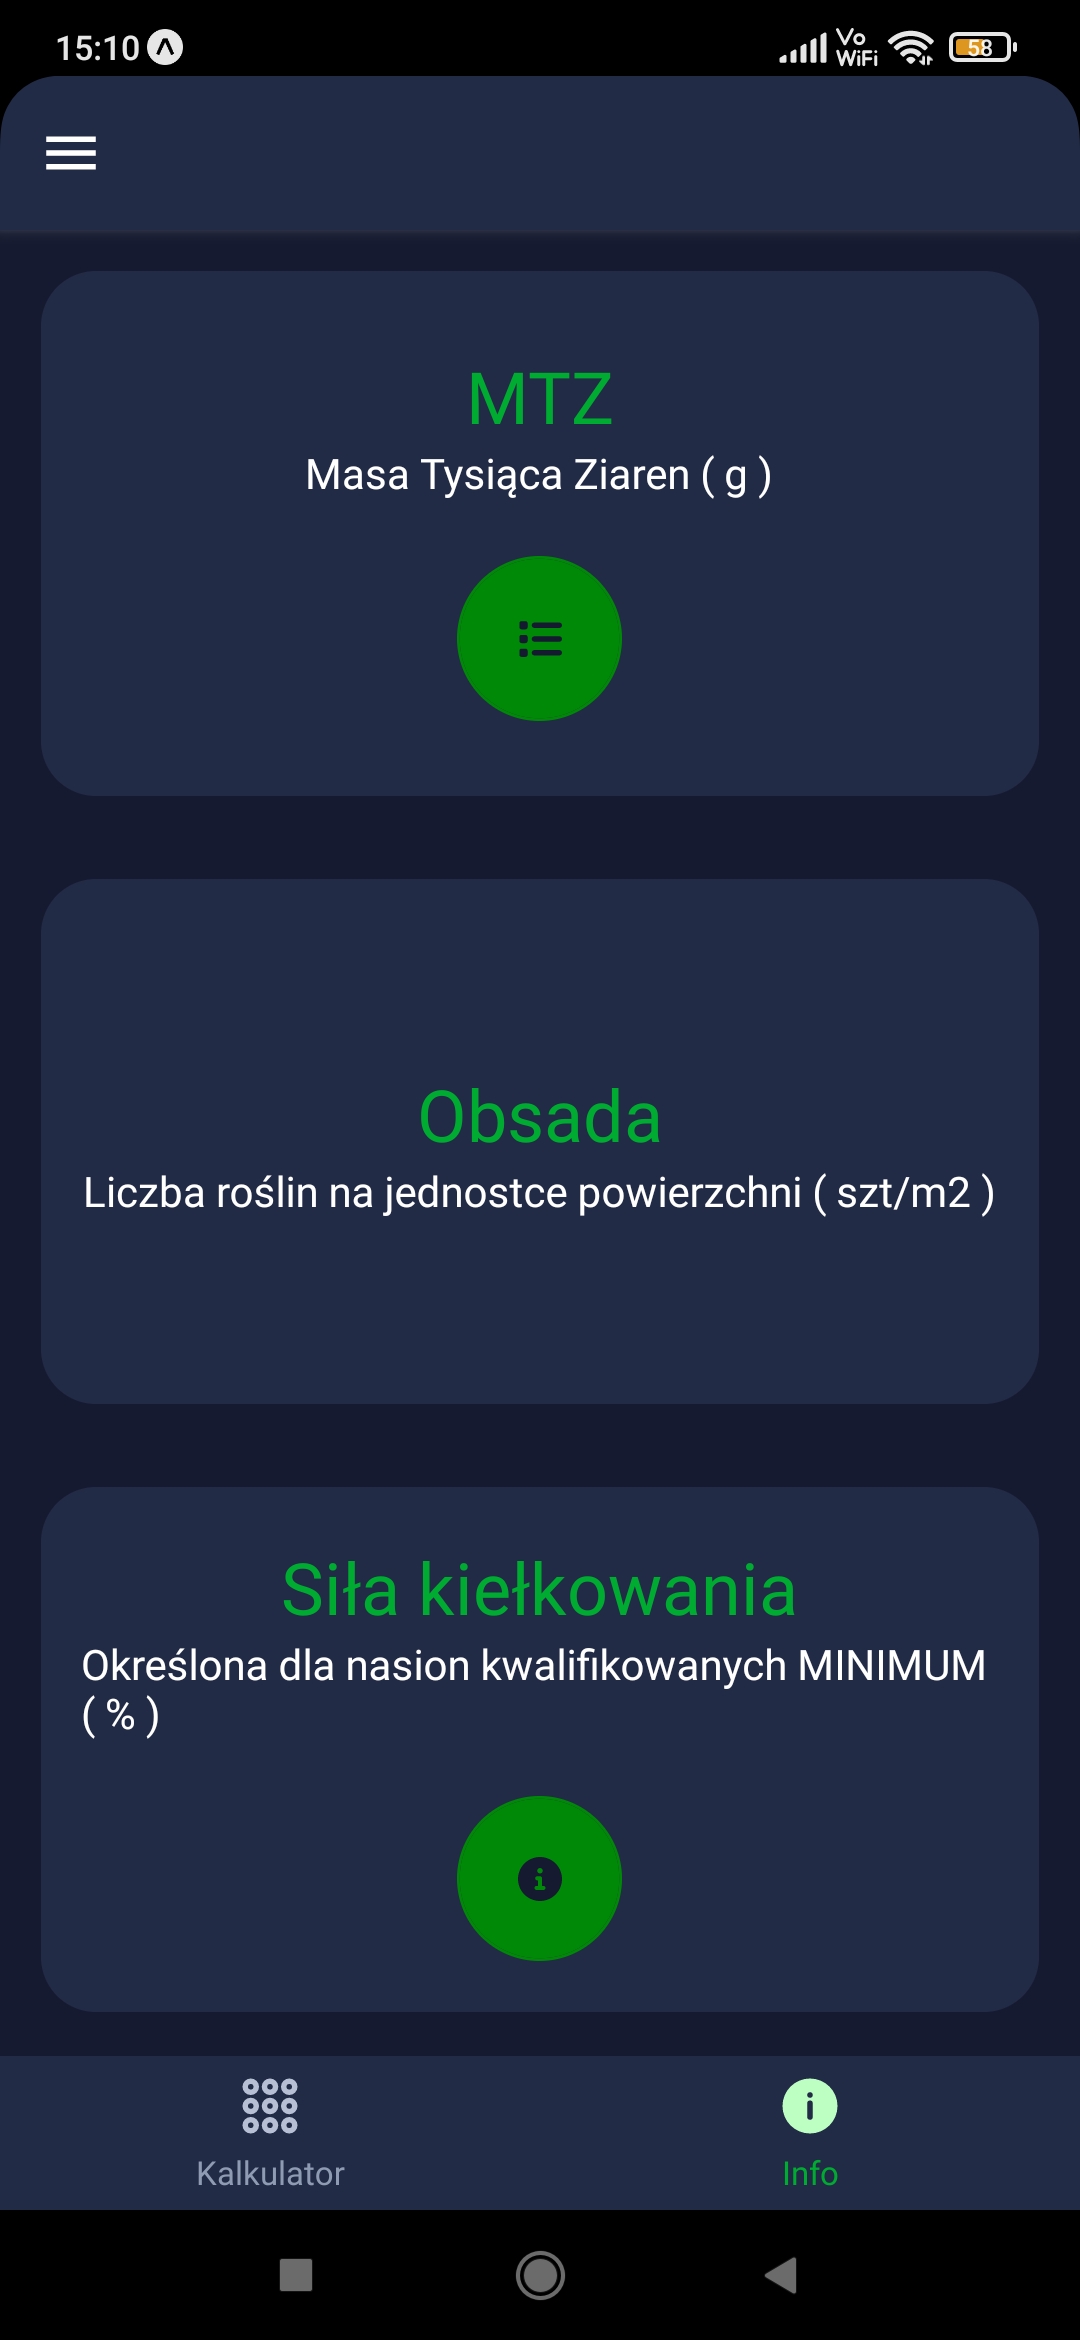 15:10
Vo
WiFi
58
MTZ
Masa Tysiąca Ziaren ( g )
Obsada
Liczba roślin na jednostce powierzchni ( szt/m2 )
Siła kiełkowania
Określona dla nasion kwalifikowanych MINIMUM
( % )
Kalkulator
Info